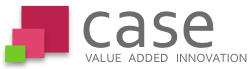 case
VALUE ADDED INNOVATION